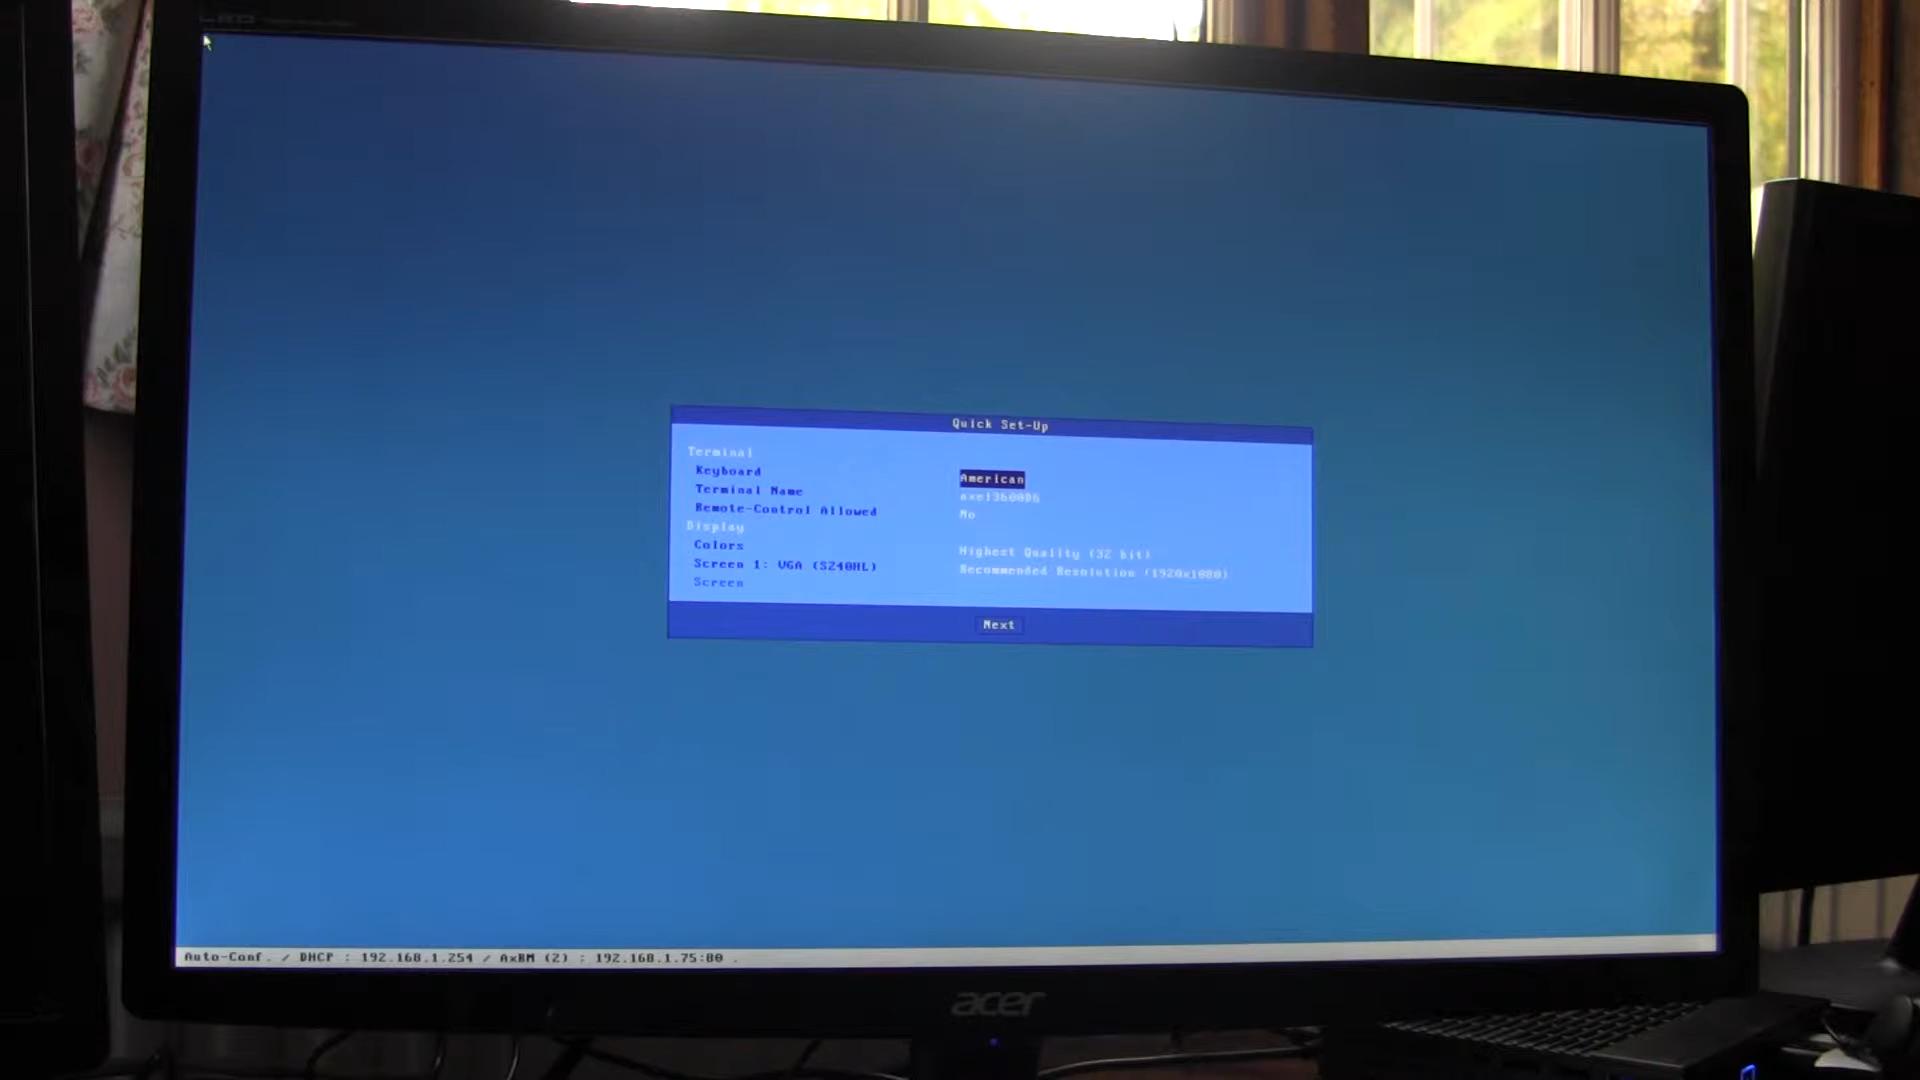 Quick Set-Up
Terminal
Keyboard American
Terminal Name axel3600D6
Remote-Control Allowed No
Display
Colors Highest Quality (32 bit)
Screen 1: VGA (S240HL) Recommended Resolution (1920x1080)
Screen
Next
Auto-Conf. / DHCP : 192.168.1.254 / AxRM (2) : 192.168.1.75:80 .
acer